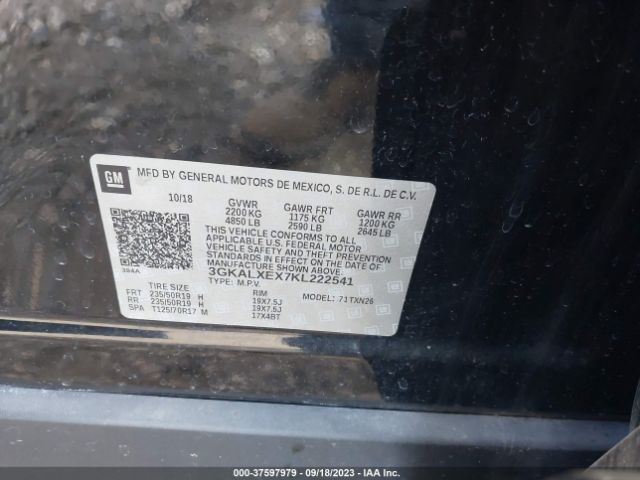 GM
MFD BY GENERAL MOTORS DE MEXICO, S. DE R.L. DE C.V.
10/18 GVWR GAWR FRT GAWR RR
2200 KG 1175 KG 1200 KG
4850 LB 2590 LB 2645 LB
THIS VEHICLE CONFORMS TO ALL
APPLICABLE U.S. FEDERAL MOTOR
VEHICLE SAFETY AND THEFT PREVENTION
STANDARDS IN EFFECT ON THE DATE OF
MANUFACTURE SHOWN ABOVE.
3GKALXEX7KL222541
TYPE: M.P.V.
TIRE SIZE RIM MODEL: 71TXN26
FRT 235/50R19 H 19X7.5J
RR 235/50R19 H 19X7.5J
SPA T125/70R17 M 17X4BT
000-37597979 - 09/18/2023 - IAA Inc.